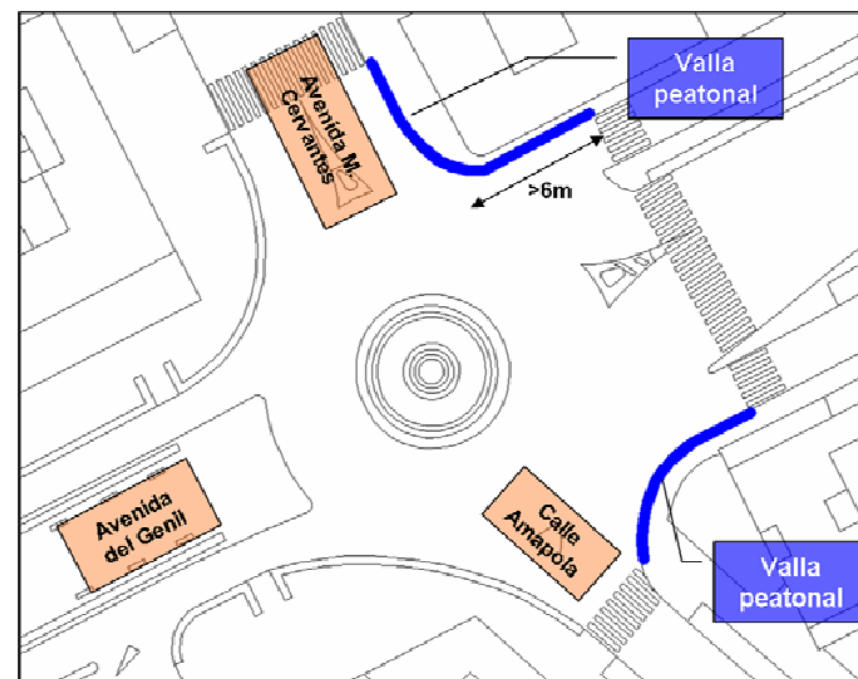 Valla
peatonal
Avenida M.
Cervantes
>6m
Avenida
del Genil
Calle
Amapola
Valla
peatonal